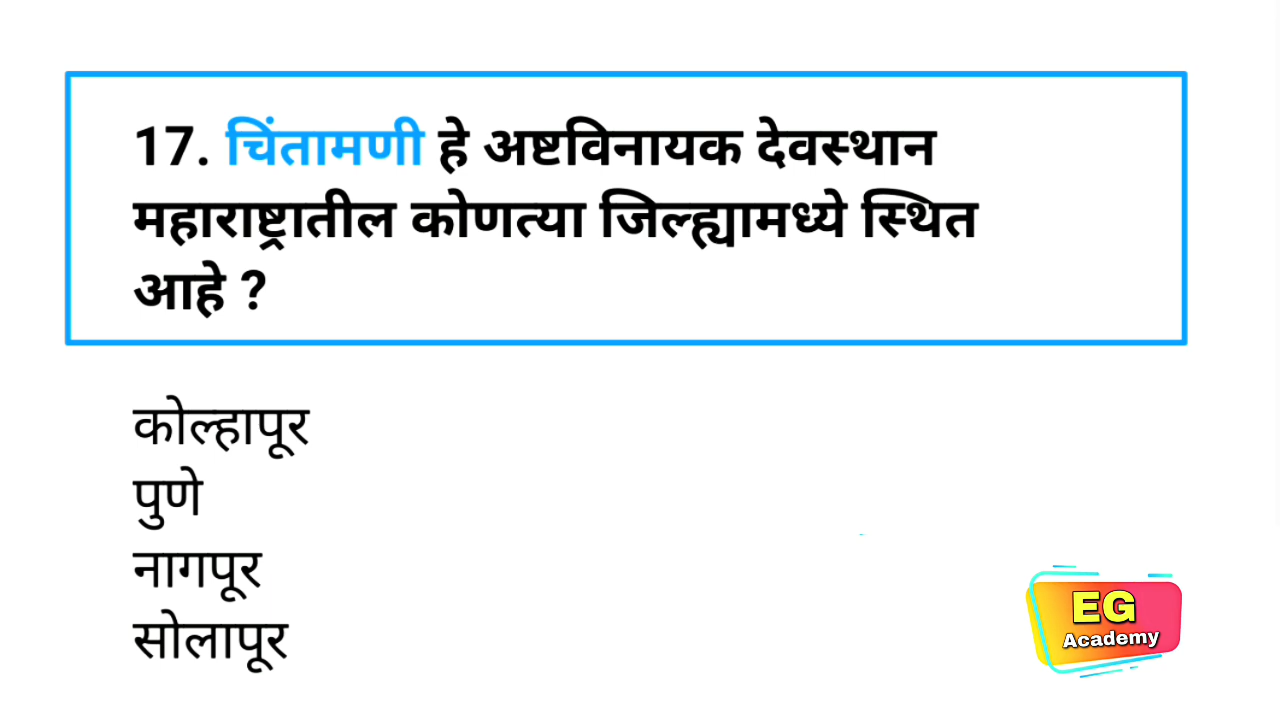 17. चिंतामणी हे अष्टविनायक देवस्थान
महाराष्ट्रातील कोणत्या जिल्ह्यामध्ये स्थित
आहे ?
कोल्हापूर
पुणे
नागपूर
सोलापूर
EG
Academy